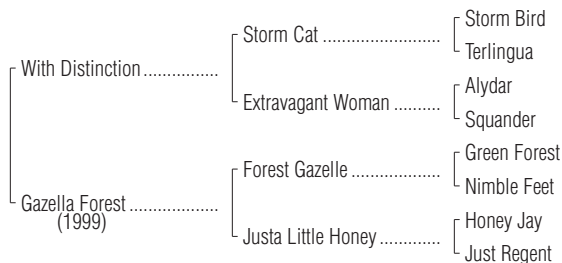 Storm Bird
Storm Cat ........................
Terlingua
With Distinction ...............
Alydar
Extravagant Woman ..........
Squander
Green Forest
Forest Gazelle ..................
Nimble Feet
Gazella Forest ..................
(1999)
Honey Jay
Justa Little Honey .............
Just Regent